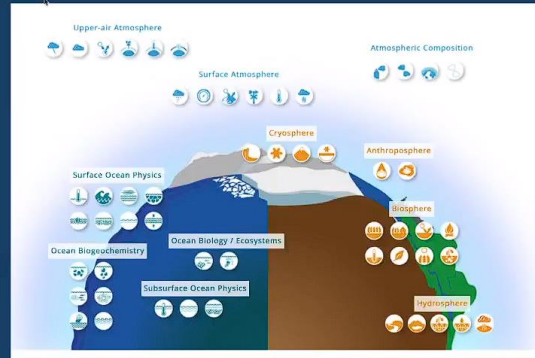 Upper-air Atmosphere
Atmospheric Composition
Surface Atmosphere
Cryosphere
Anthroposphere
Surface Ocean Physics
Biosphere
Ocean Biology / Ecosystems
Ocean Biogeochemistry
Subsurface Ocean Physics
Hydrosphere